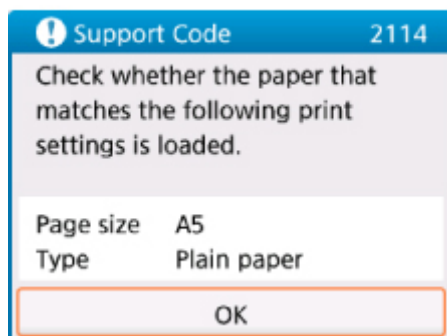 Support Code 2114
Check whether the paper that
matches the following print
settings is loaded.
Page size A5
Type Plain paper
OK